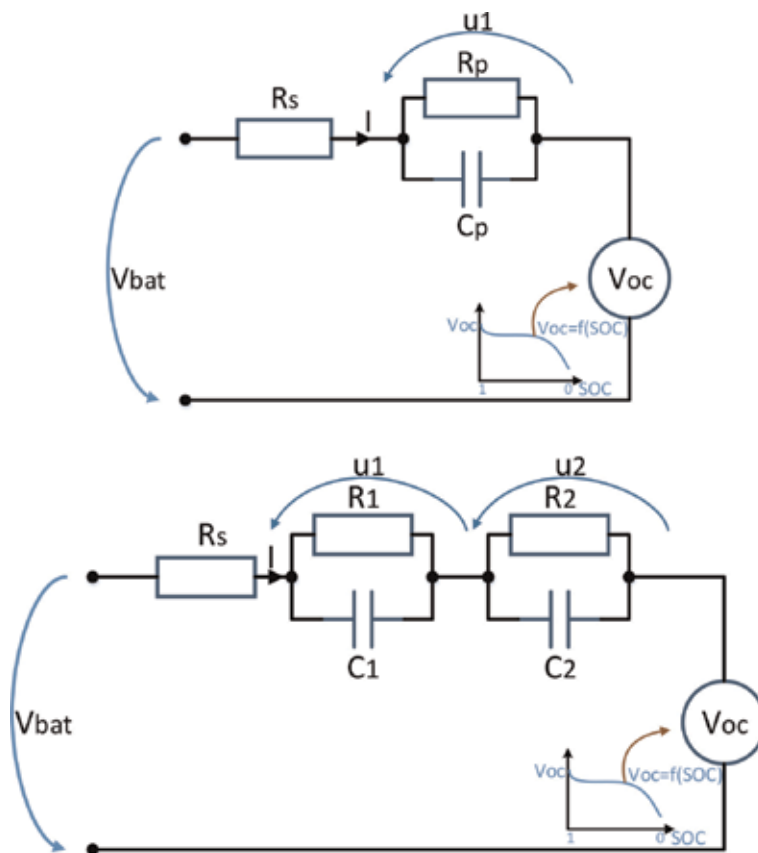 u1
Rp
Rs
I
Cp
Vbat
Voc
Voc
Voc=f(SOC)
1
0
SOC
u1
u2
R1
R2
Rs
I
C1
C2
Vbat
Voc
Voc
Voc=f(SOC)
1
0
SOC